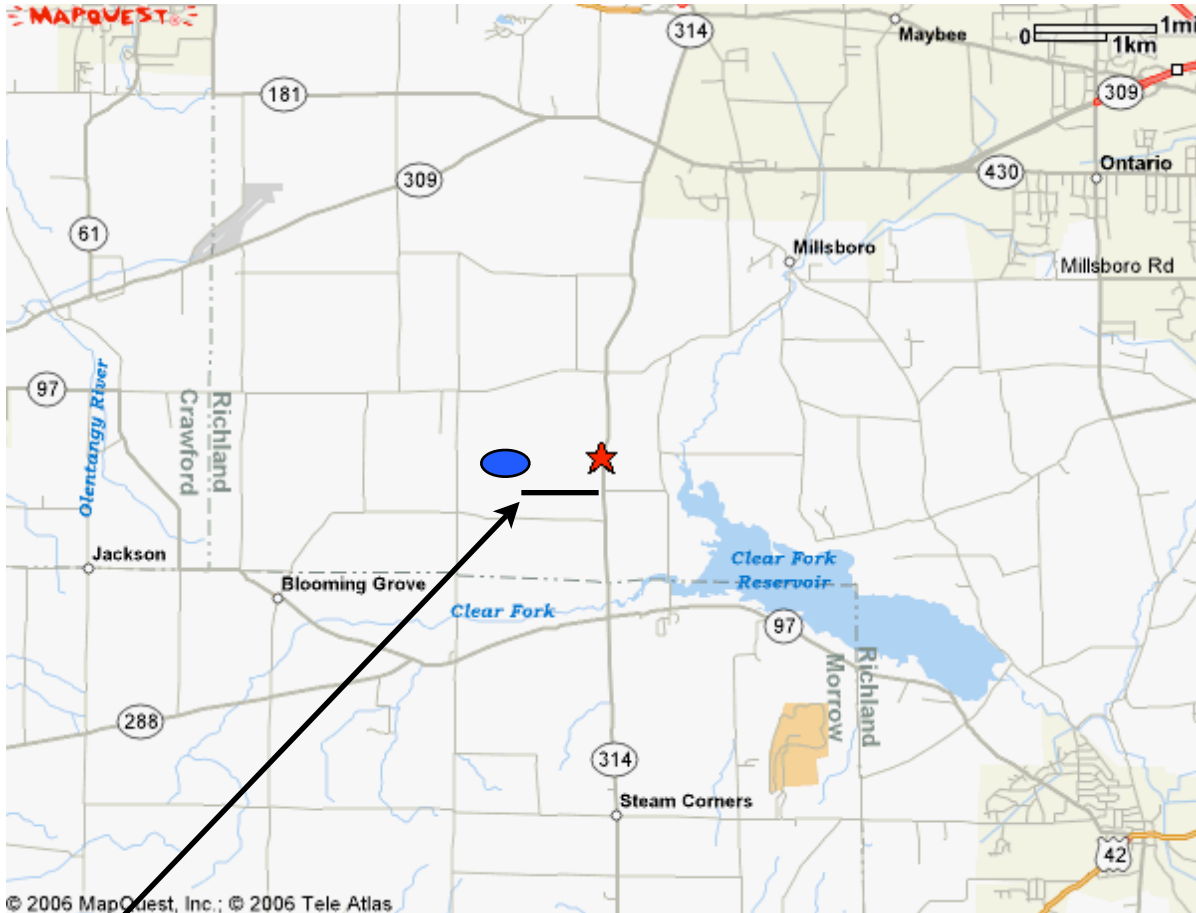 MAPQUEST
314
Maybee
0
1mi
1km
181
309
309
430
Ontario
61
Millsboro
Millsboro Rd
97
Olentangy River
Crawford
Richland
Jackson
Blooming Grove
Clear Fork
Clear Fork
Reservoir
97
Morrow
Richland
288
314
Steam Corners
42
© 2006 MapQuest, Inc.; © 2006 Tele Atlas